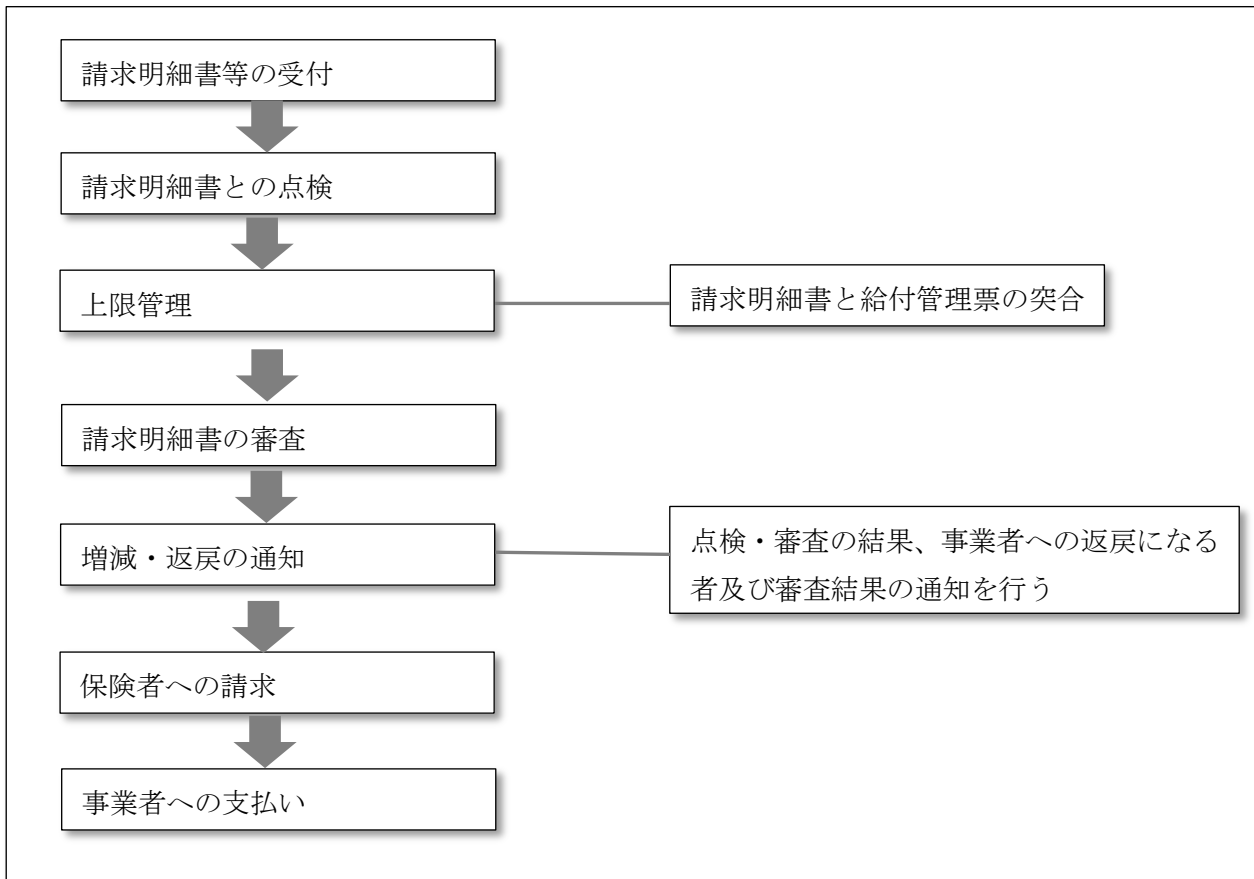 請求明細書等の受付
請求明細書との点検
上限管理
請求明細書と給付管理票の突合
請求明細書の審査
増減・返戻の通知
点検・審査の結果、事業者への返戻になる
者及び審査結果の通知を行う
保険者への請求
事業者への支払い